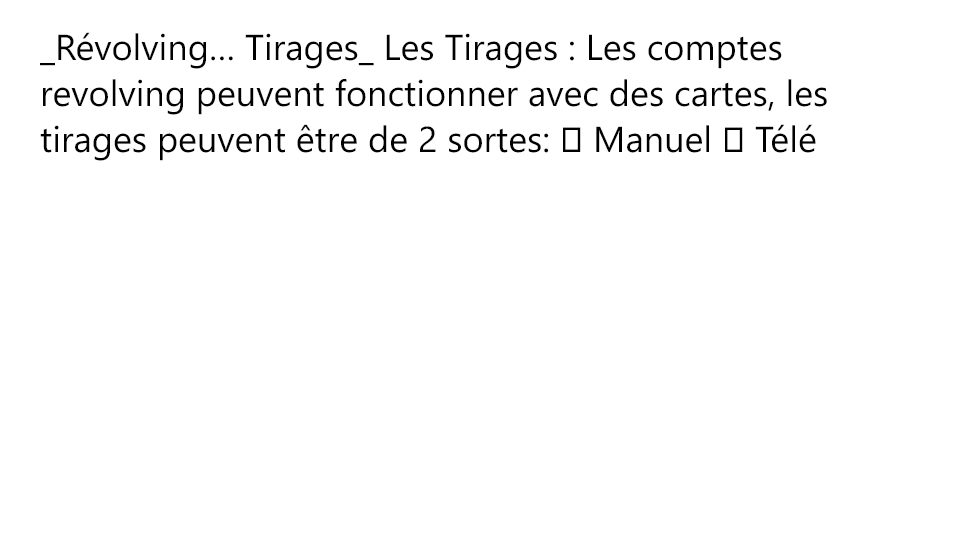 _Révolving... Tirages_ Les Tirages : Les comptes
revolving peuvent fonctionner avec des cartes, les
tirages peuvent être de 2 sortes:  Manuel  Télé